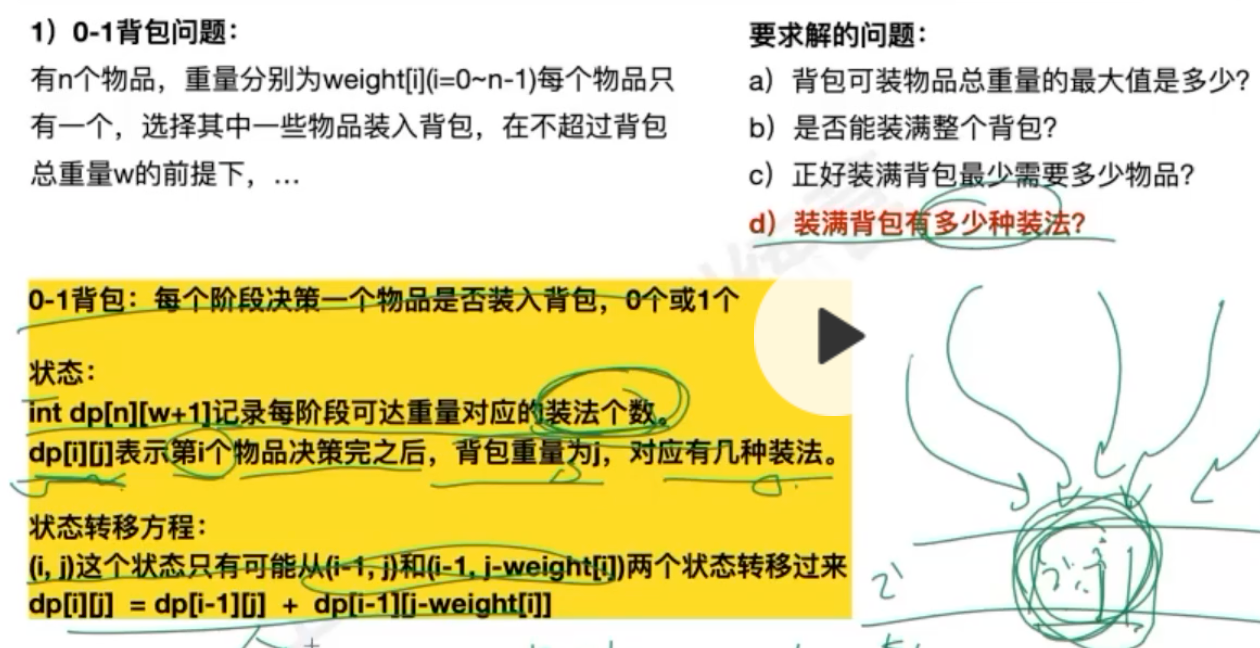 1）0-1背包问题：
有n个物品，重量分别为weight[i](i=0~n-1)每个物品只
有一个，选择其中一些物品装入背包，在不超过背包
总重量w的前提下，...
要求解的问题：
a）背包可装物品总重量的最大值是多少？
b）是否能装满整个背包？
c）正好装满背包最少需要多少物品？
d）装满背包有多少种装法？
0-1背包：每个阶段决策一个物品是否装入背包，0个或1个
状态：
int dp[n][w+1]记录每阶段可达重量对应的装法个数。
dp[i][j]表示第i个物品决策完之后，背包重量为j，对应有几种装法。
状态转移方程：
(i, j)这个状态只有可能从(i-1, j)和(i-1, j-weight[i])两个状态转移过来
dp[i][j] = dp[i-1][j] + dp[i-1][j-weight[i]]